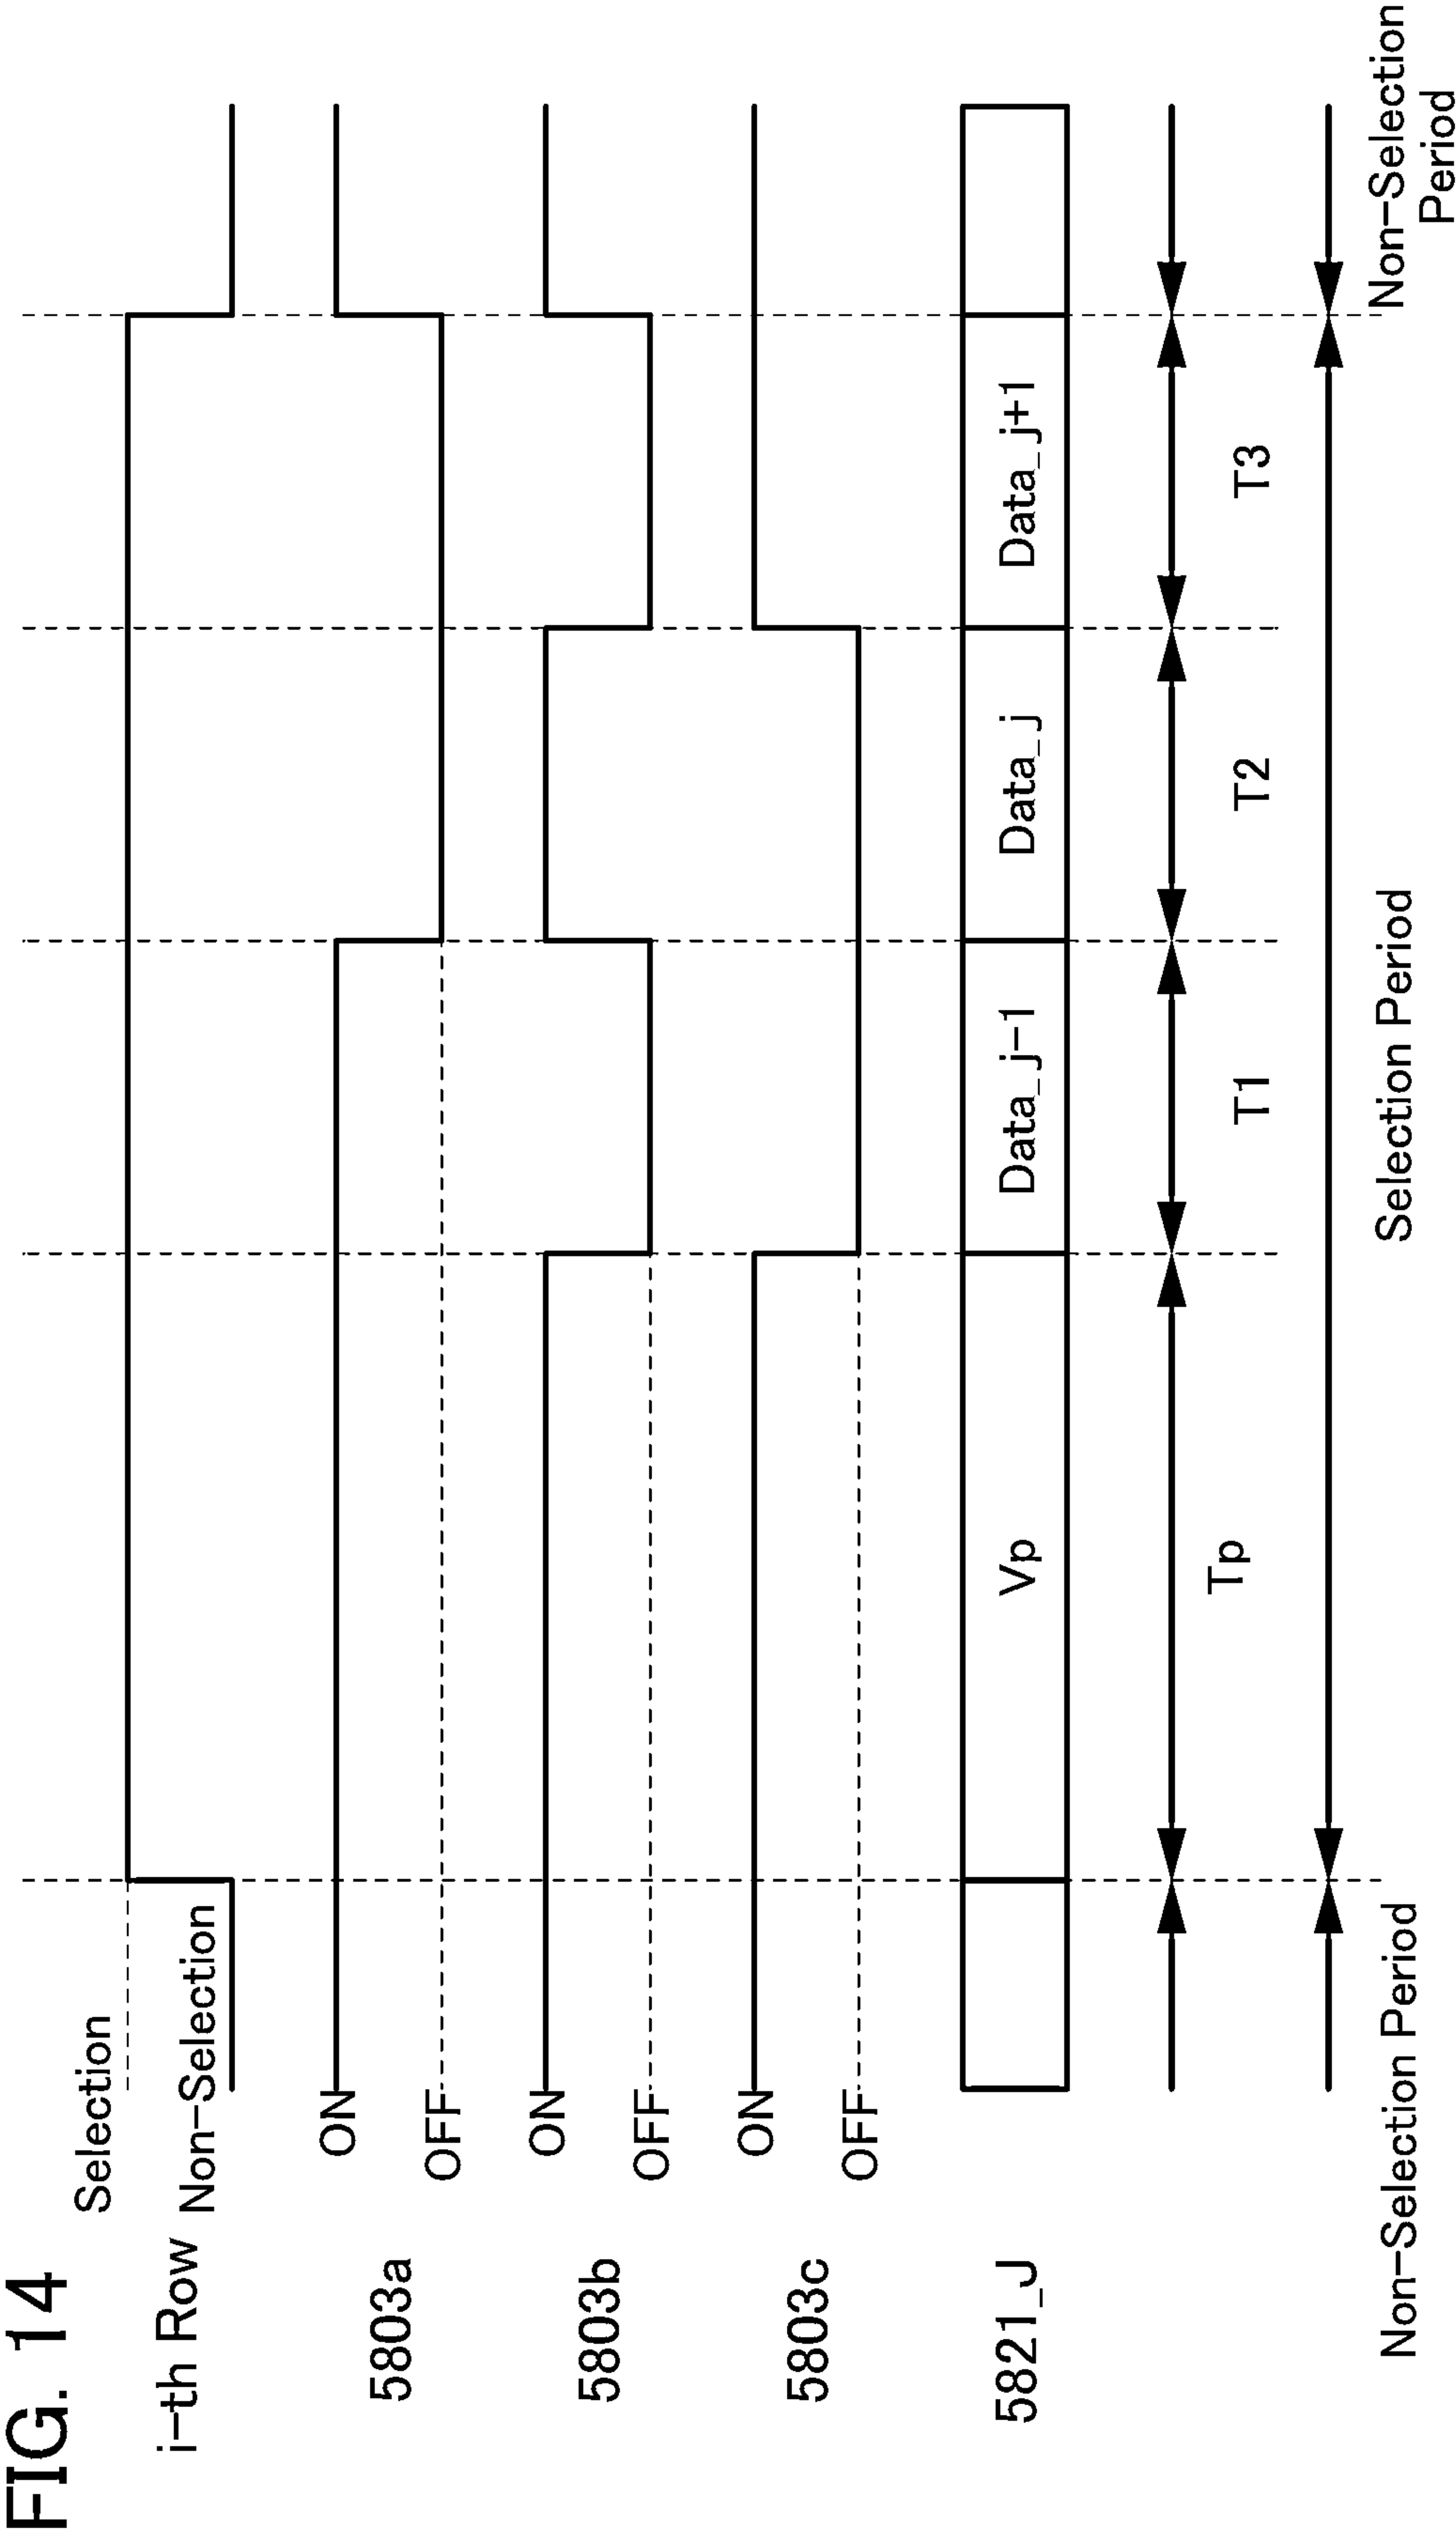 FIG. 14
Selection
i-th Row Non-Selection
ON
5803a
OFF
ON
5803b
OFF
ON
5803c
OFF
5821_J Vp Data_j-1 Data_j Data_j+1
Tp T1 T2 T3
Non-Selection Period Selection Period Non-Selection
Period